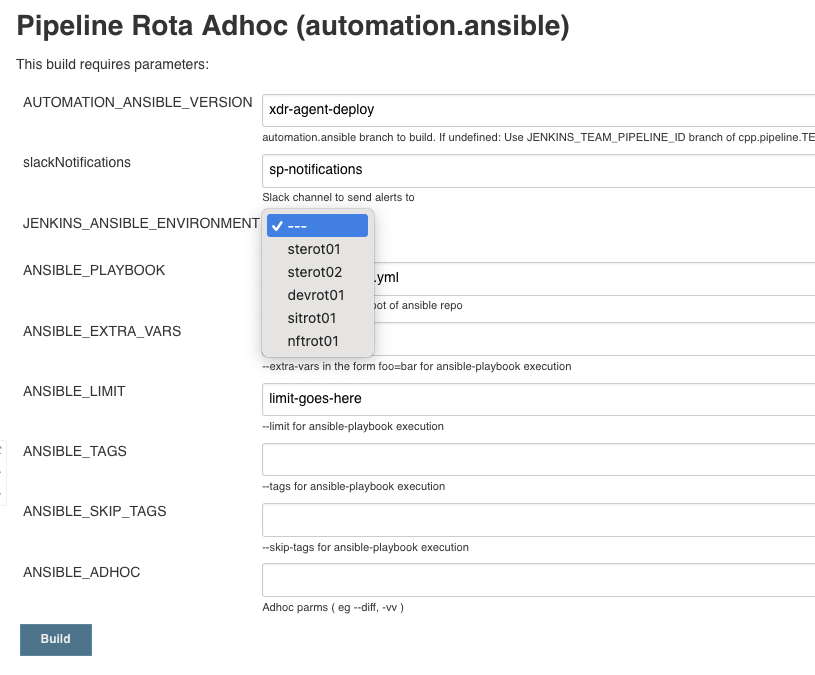 Pipeline Rota Adhoc (automation.ansible)
This build requires parameters:
AUTOMATION_ANSIBLE_VERSION
xdr-agent-deploy
automation.ansible branch to build. If undefined: Use JENKINS_TEAM_PIPELINE_ID branch of cpp.pipeline.TE
slackNotifications
sp-notifications
Slack channel to send alerts to
JENKINS_ANSIBLE_ENVIRONMENT
✓ ---
sterot01
sterot02
devrot01
sitrot01
nftrot01
ANSIBLE_PLAYBOOK
.yml
oot of ansible repo
ANSIBLE_EXTRA_VARS
--extra-vars in the form foo=bar for ansible-playbook execution
ANSIBLE_LIMIT
limit-goes-here
--limit for ansible-playbook execution
ANSIBLE_TAGS
--tags for ansible-playbook execution
ANSIBLE_SKIP_TAGS
--skip-tags for ansible-playbook execution
ANSIBLE_ADHOC
Adhoc parms ( eg --diff, -vv )
Build